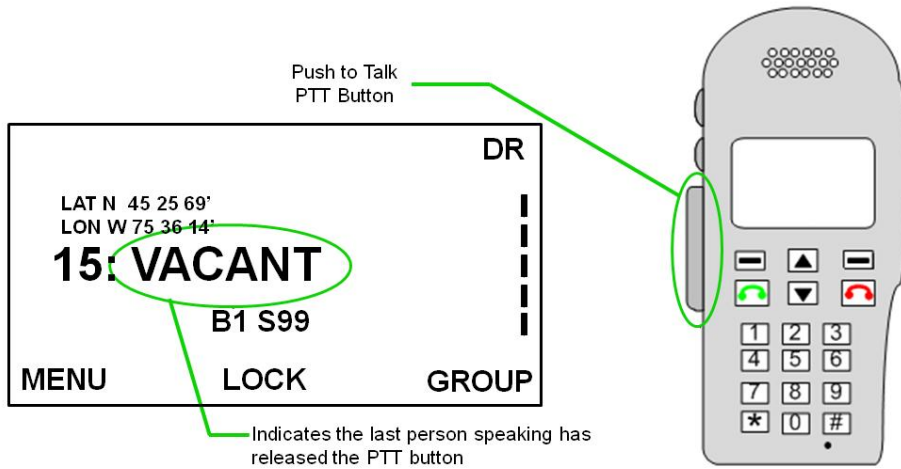 Push to Talk
PTT Button
DR
LAT N 45 25 69'
LON W 75 36 14'
15: VACANT
B1 S99
MENU LOCK GROUP
Indicates the last person speaking has
released the PTT button
1 2 3
4 5 6
7 8 9
* 0 #